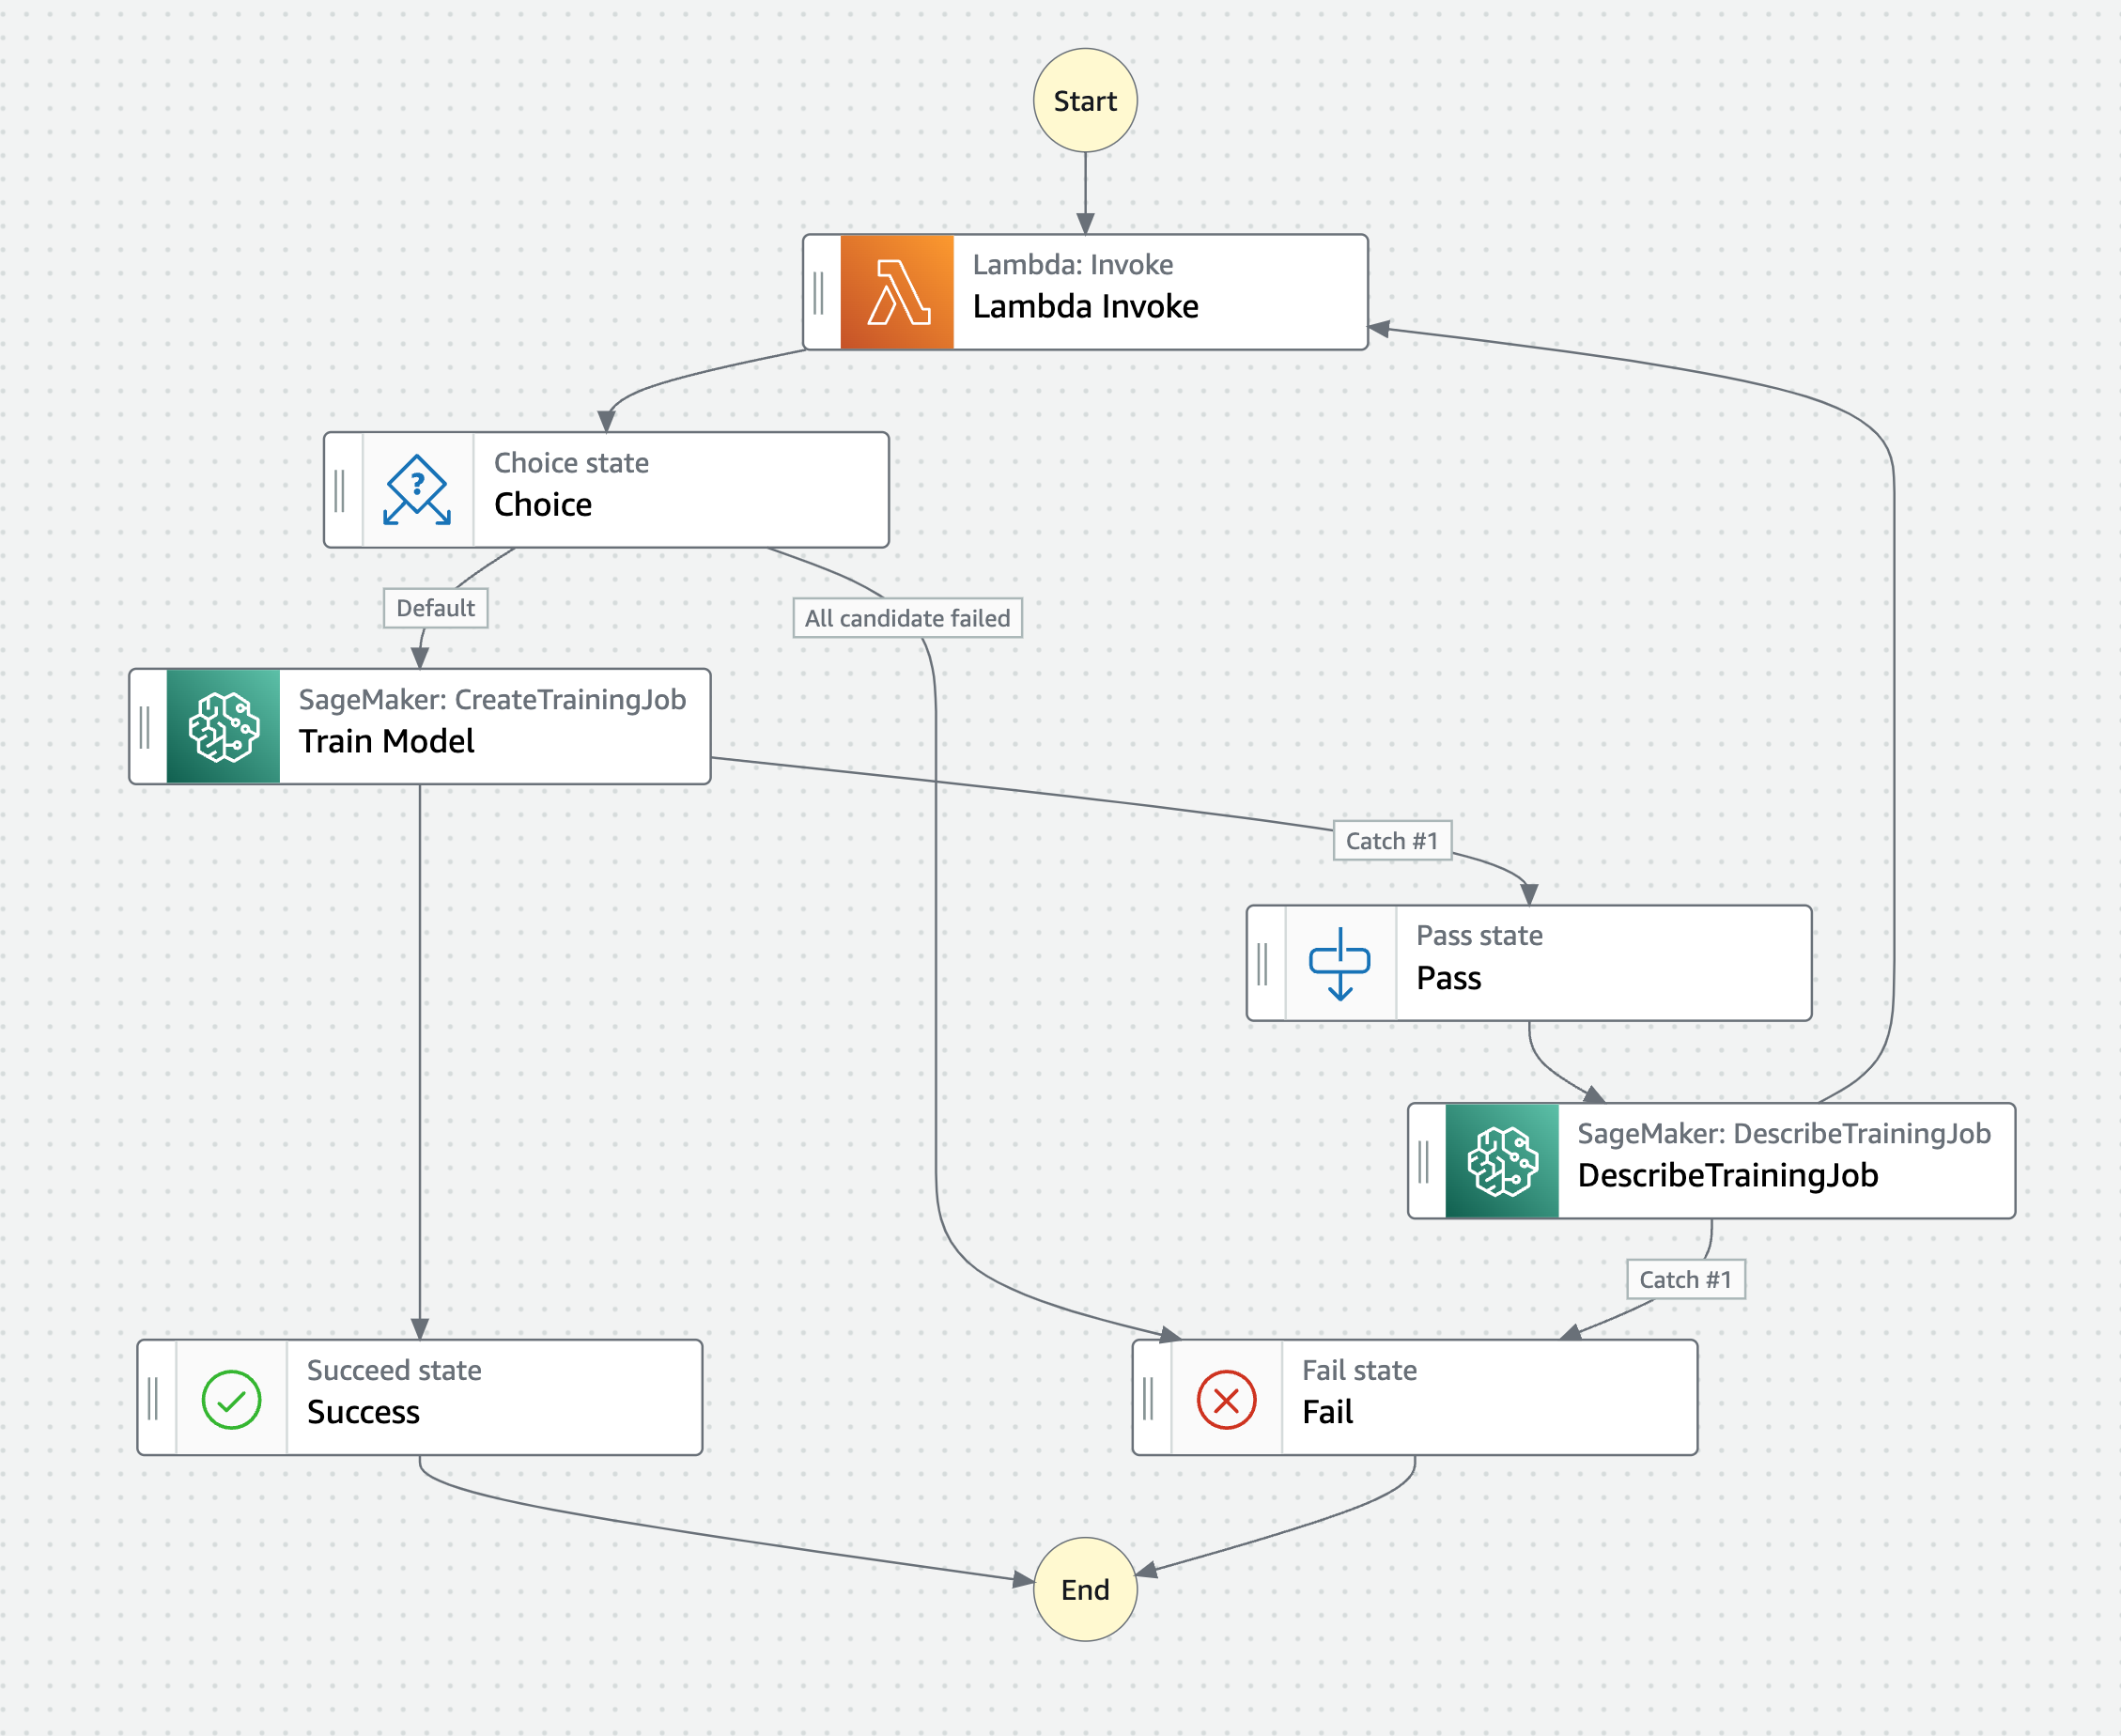 Start
Lambda: Invoke
Lambda Invoke
Choice state
Choice
Default
All candidate failed
SageMaker: CreateTrainingJob
Train Model
Catch #1
Pass state
Pass
SageMaker: DescribeTrainingJob
DescribeTrainingJob
Catch #1
Succeed state
Success
Fail state
Fail
End